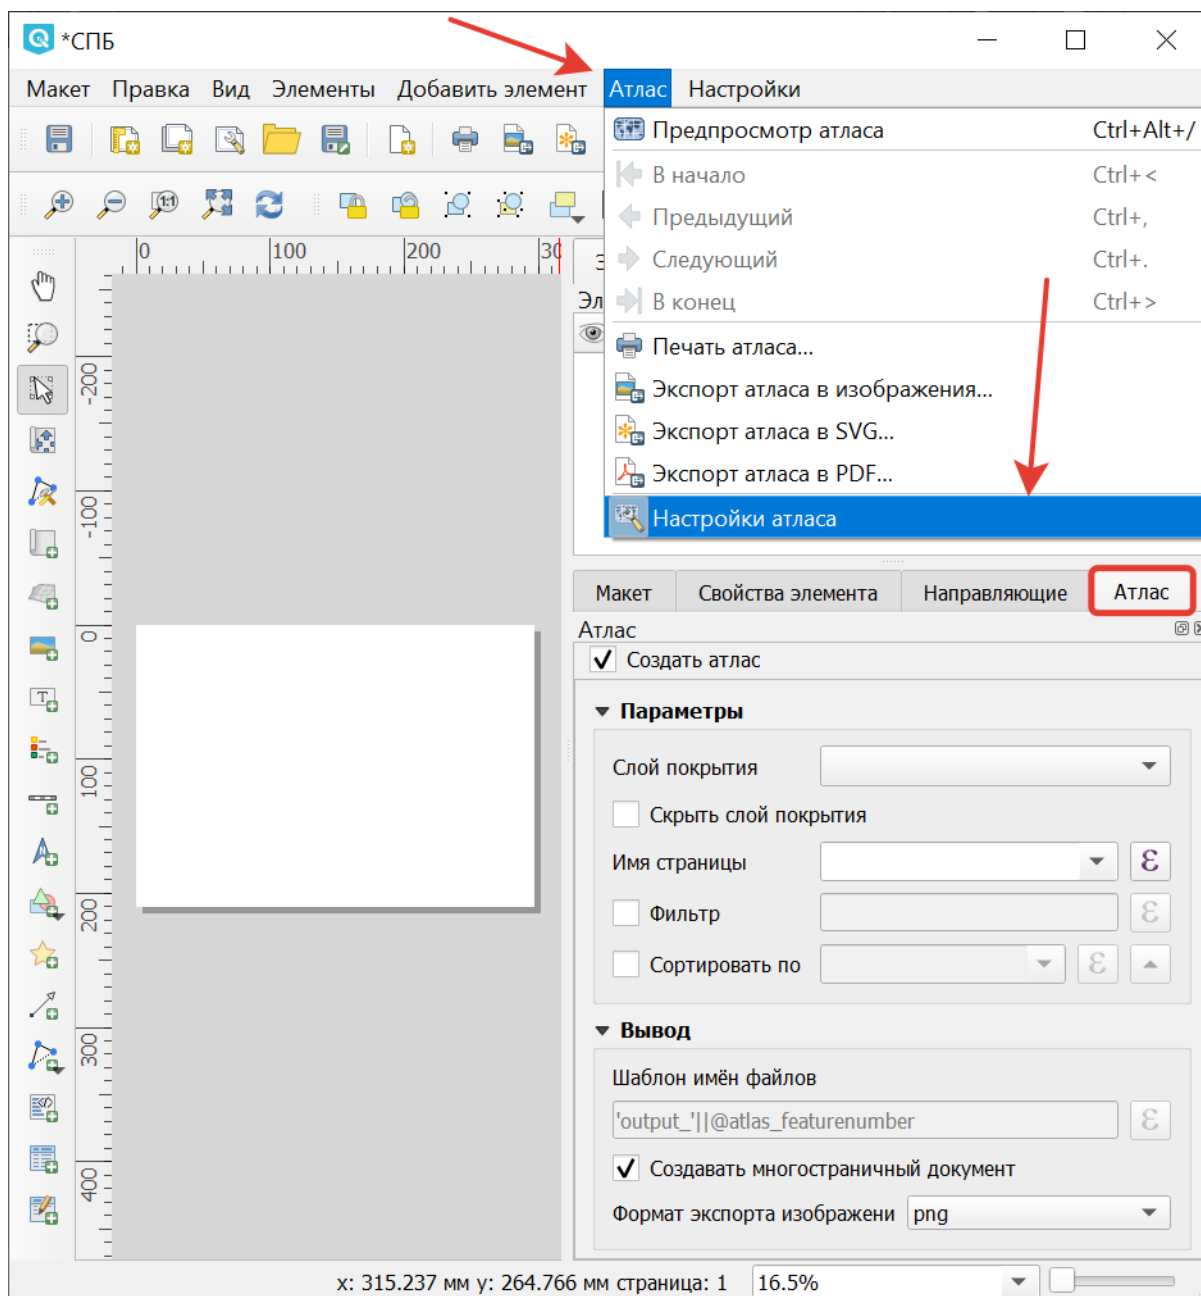 *СПБ
Макет Правка Вид Элементы Добавить элемент Атлас Настройки
Предпросмотр атласа Ctrl+Alt+/
В начало Ctrl+<
Предыдущий Ctrl+,
Следующий Ctrl+.
В конец Ctrl+>
Печать атласа...
Экспорт атласа в изображения...
Экспорт атласа в SVG...
Экспорт атласа в PDF...
Настройки атласа
1:1
0 100 200 30
Эл
-200
-100
0
100
200
300
400
Макет Свойства элемента Направляющие Атлас
Атлас
Создать атлас
Параметры
Слой покрытия
Скрыть слой покрытия
Имя страницы ε
Фильтр ε
Сортировать по ε
Вывод
Шаблон имён файлов
'output_'||@atlas_featurenumber ε
Создавать многостраничный документ
Формат экспорта изображени png
x: 315.237 мм y: 264.766 мм страница: 1 16.5%